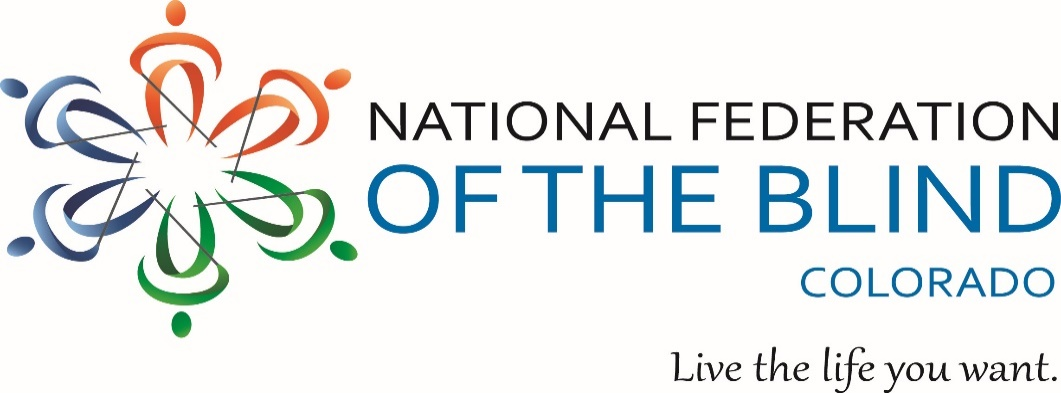 NATIONAL FEDERATION
OF THE BLIND
COLORADO
Live the life you want.